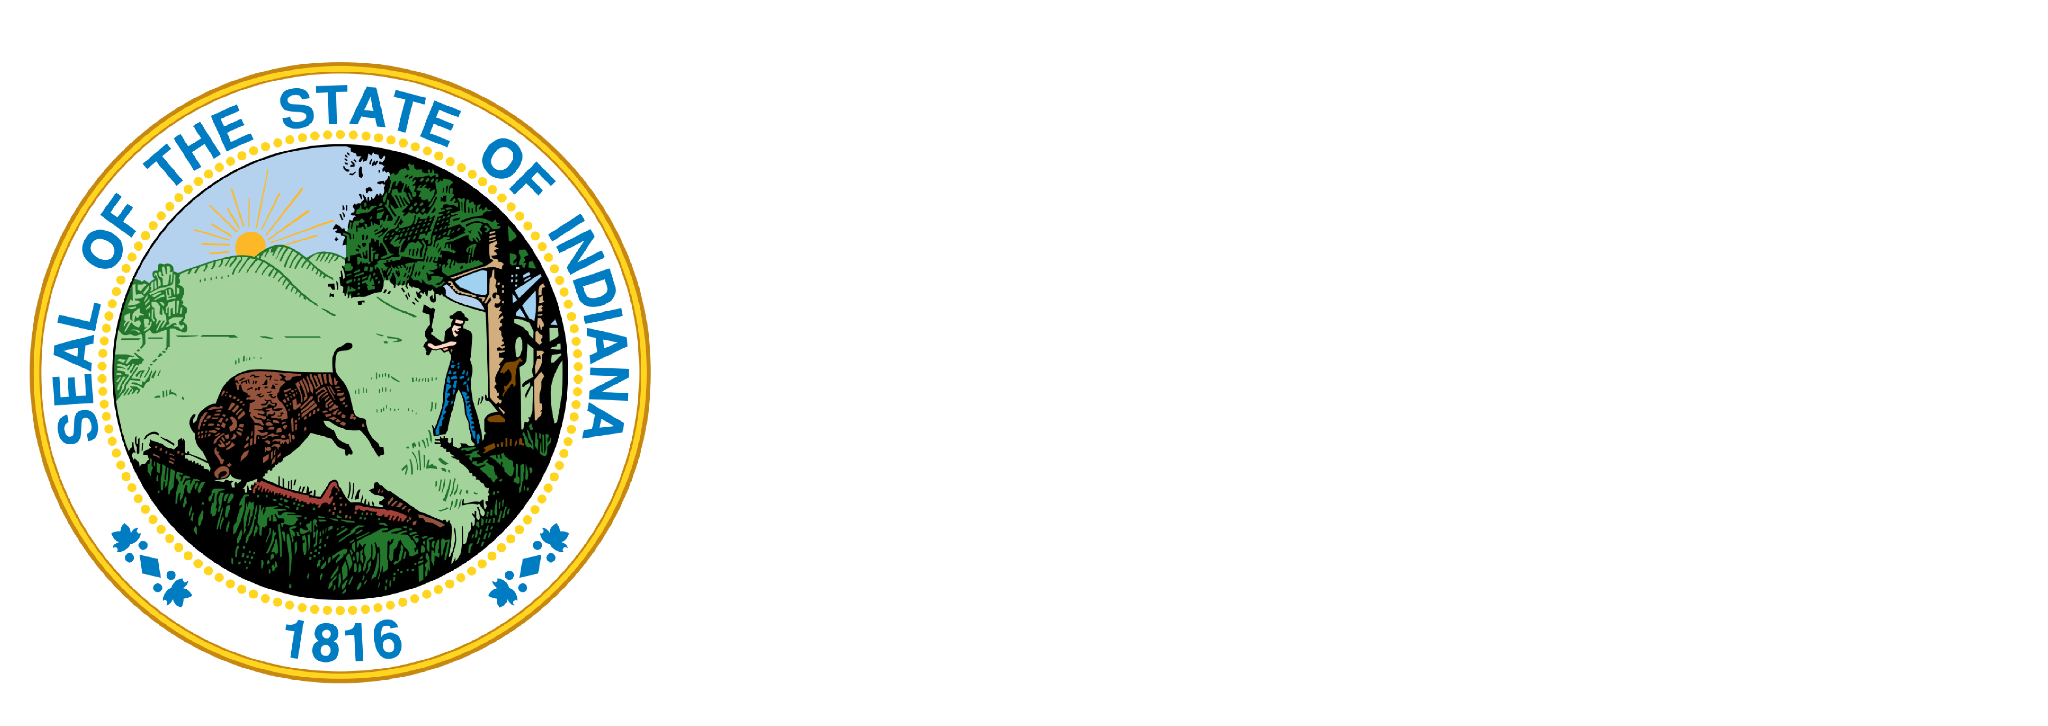 SEAL OF THE STATE OF INDIANA
1816